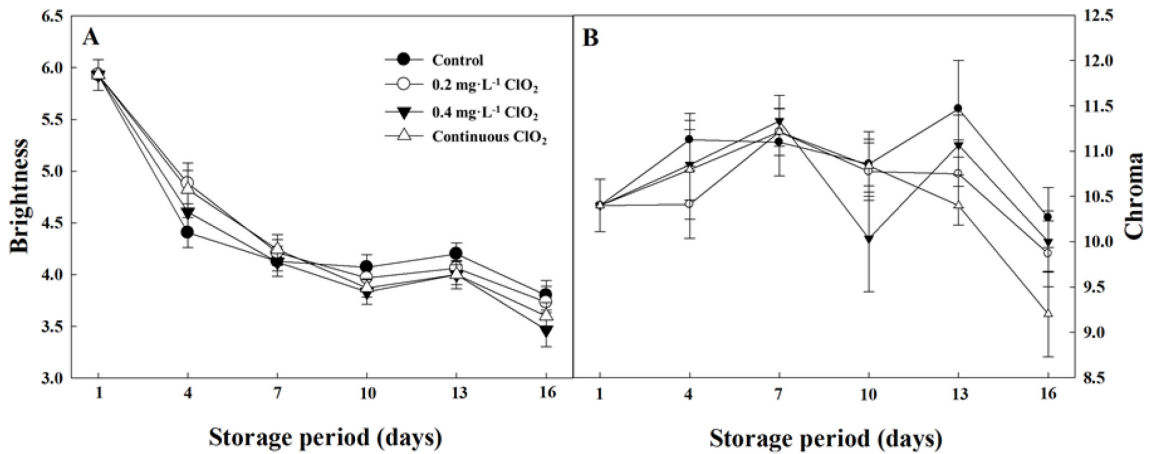 A
B
Control
0.2 mg·L⁻¹ ClO₂
0.4 mg·L⁻¹ ClO₂
Continuous ClO₂
Brightness
6.5
6.0
5.5
5.0
4.5
4.0
3.5
3.0
Chroma
12.5
12.0
11.5
11.0
10.5
10.0
9.5
9.0
8.5
1 4 7 10 13 16
1 4 7 10 13 16
Storage period (days)
Storage period (days)